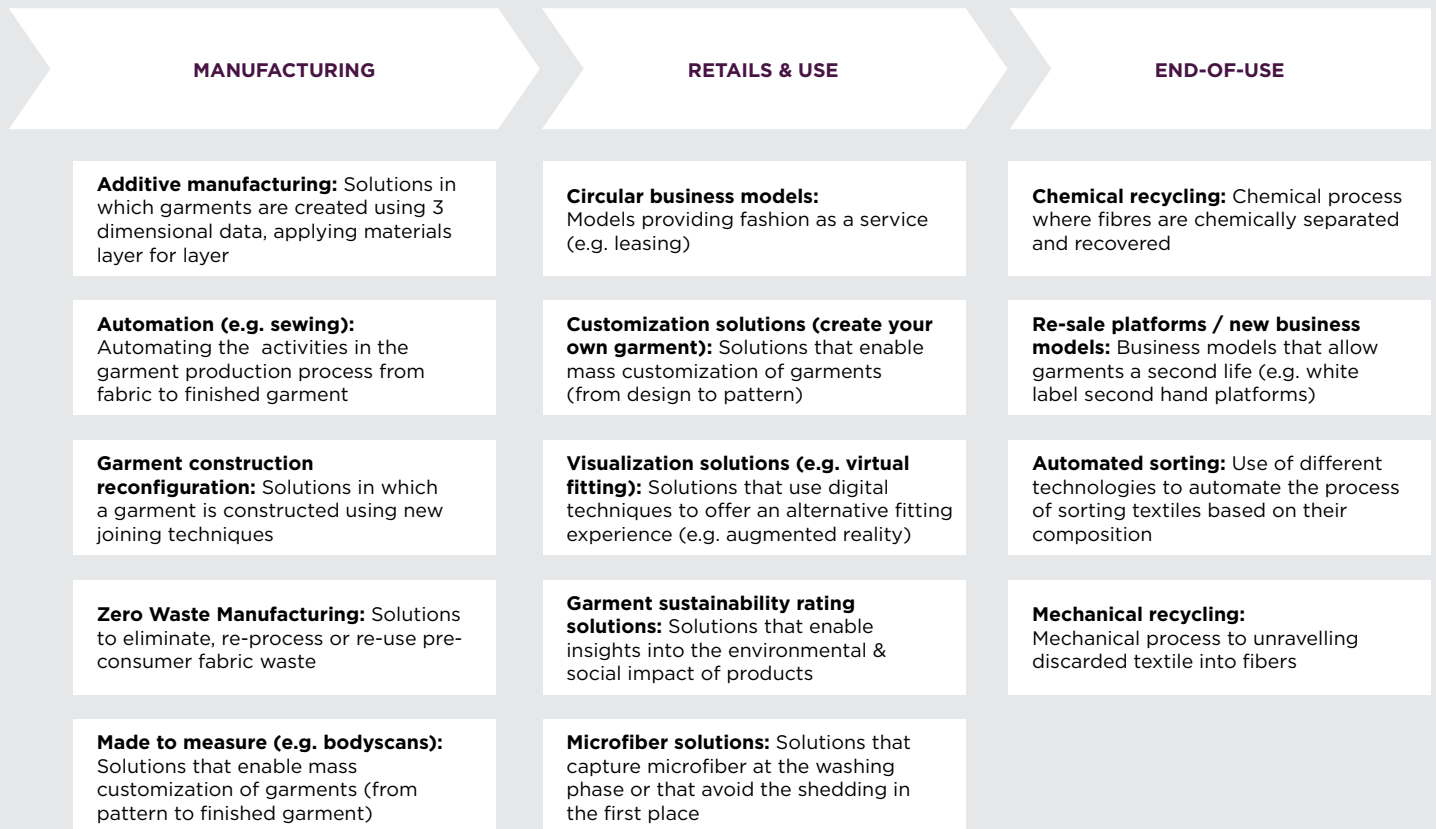 MANUFACTURING
RETAILS & USE
END-OF-USE
Additive manufacturing: Solutions in
which garments are created using 3
dimensional data, applying materials
layer for layer
Automation (e.g. sewing):
Automating the  activities in the
garment production process from
fabric to finished garment
Garment construction
reconfiguration: Solutions in which
a garment is constructed using new
joining techniques
Zero Waste Manufacturing: Solutions
to eliminate, re-process or re-use pre-
consumer fabric waste
Made to measure (e.g. bodyscans):
Solutions that enable mass
customization of garments (from
pattern to finished garment)
Circular business models:
Models providing fashion as a service
(e.g. leasing)
Customization solutions (create your
own garment): Solutions that enable
mass customization of garments
(from design to pattern)
Visualization solutions (e.g. virtual
fitting): Solutions that use digital
techniques to offer an alternative fitting
experience (e.g. augmented reality)
Garment sustainability rating
solutions: Solutions that enable
insights into the environmental &
social impact of products
Microfiber solutions: Solutions that
capture microfiber at the washing
phase or that avoid the shedding in
the first place
Chemical recycling: Chemical process
where fibres are chemically separated
and recovered
Re-sale platforms / new business
models: Business models that allow
garments a second life (e.g. white
label second hand platforms)
Automated sorting: Use of different
technologies to automate the process
of sorting textiles based on their
composition
Mechanical recycling:
Mechanical process to unravelling
discarded textile into fibers